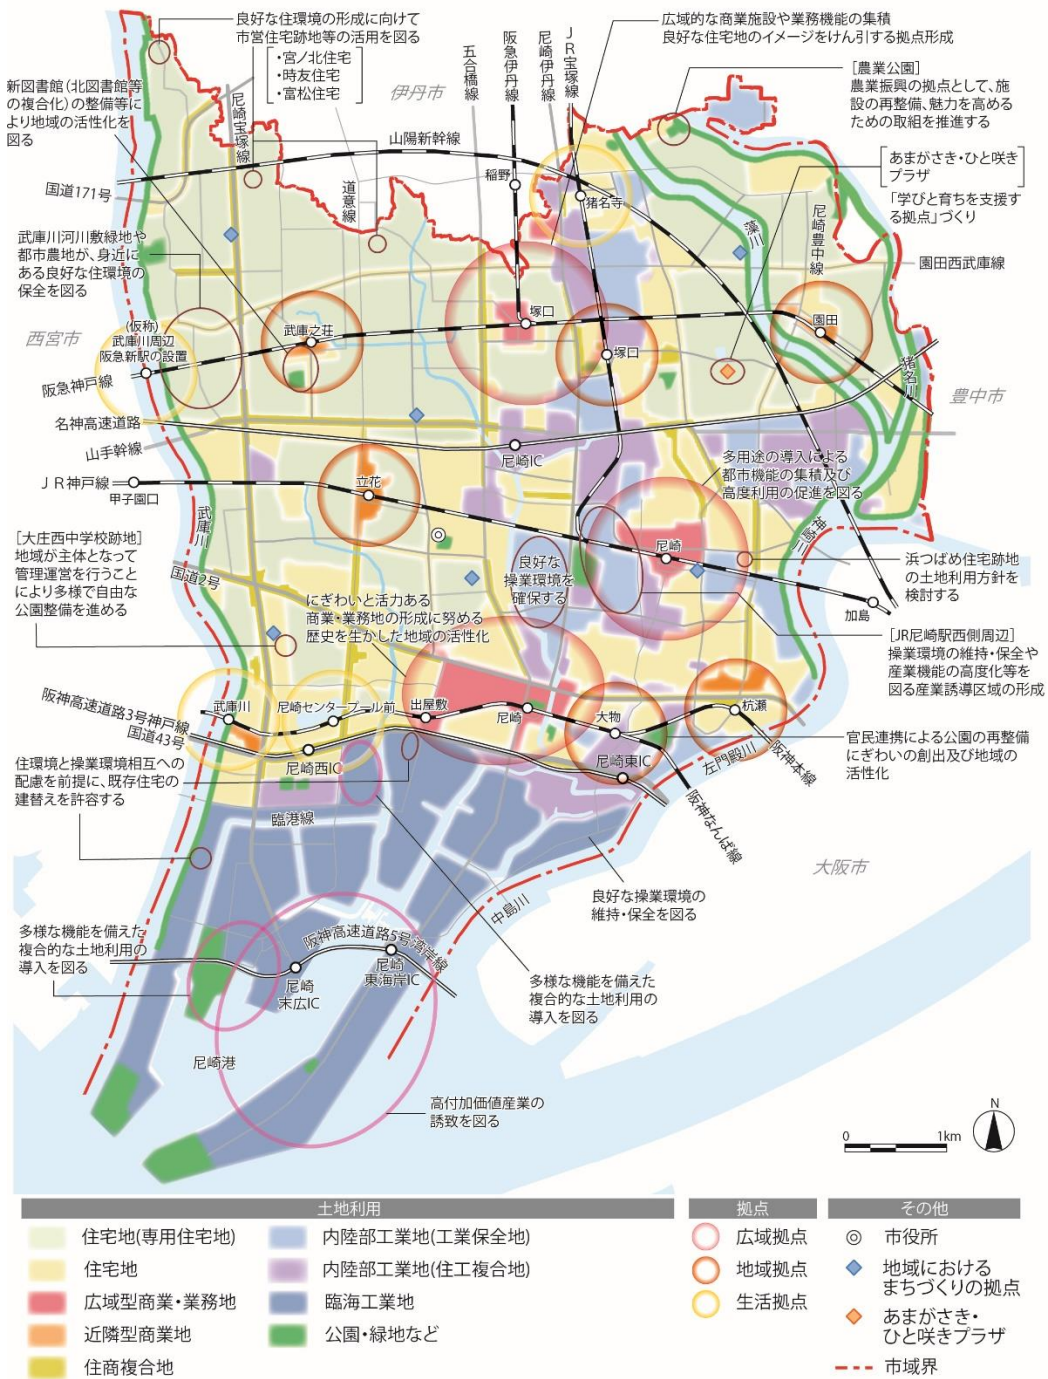 良好な住環境の形成に向けて
市営住宅跡地等の活用を図る
・宮ノ北住宅
・時友住宅
・富松住宅
五合橋線
阪急伊丹線
尼崎伊丹線
JR宝塚線
広域的な商業施設や業務機能の集積
良好な住宅地のイメージをけん引する拠点形成
[農業公園]
農業振興の拠点として、施
設の再整備、魅力を高める
ための取組を推進する
新図書館(北図書館等
の複合化)の整備等に
より地域の活性化を
図る
尼崎宝塚線
伊丹市
山陽新幹線
稲野
猪名寺
道意線
国道171号
あまがさき・ひと咲き
プラザ
「学びと育ちを支援す
る拠点」づくり
藻川
尼崎豊中線
園田西武庫線
武庫川河川敷緑地や
都市農地が、身近に
ある良好な住環境の
保全を図る
西宮市
(仮称)
武庫川周辺
阪急新駅の設置
武庫之荘
塚口
塚口
園田
猪名川
豊中市
阪急神戸線
名神高速道路
山手幹線
尼崎IC
JR神戸線
甲子園口
立花
多用途の導入による
都市機能の集積及び
高度利用の促進を図る
神崎川
武庫川
[大庄西中学校跡地]
地域が主体となって
管理運営を行うこと
により多様で自由な
公園整備を進める
国道2号
良好な
操業環境を
確保する
尼崎
浜つばめ住宅跡地
の土地利用方針を
検討する
加島
にぎわいと活力ある
商業・業務地の形成に努める
歴史を生かした地域の活性化
[JR尼崎駅西側周辺]
操業環境の維持・保全や
産業機能の高度化等を
図る産業誘導区域の形成
阪神高速道路3号神戸線
国道43号
武庫川
尼崎センタープール前
出屋敷
尼崎
大物
杭瀬
尼崎西IC
尼崎東IC
左門殿川
阪神本線
阪神なんば線
官民連携による公園の再整備
にぎわいの創出及び地域の
活性化
住環境と操業環境相互への
配慮を前提に、既存住宅の
建替えを許容する
臨港線
大阪市
良好な操業環境の
維持・保全を図る
中島川
多様な機能を備えた
複合的な土地利用の
導入を図る
阪神高速道路5号湾岸線
尼崎
末広IC
尼崎
東海岸IC
多様な機能を備えた
複合的な土地利用の
導入を図る
尼崎港
高付加価値産業の
誘致を図る
N
0 1km
土地利用
住宅地(専用住宅地)
住宅地
広域型商業・業務地
近隣型商業地
住商複合地
内陸部工業地(工業保全地)
内陸部工業地(住工複合地)
臨海工業地
公園・緑地など
拠点
広域拠点
地域拠点
生活拠点
その他
市役所
地域における
まちづくりの拠点
あまがさき・
ひと咲きプラザ
市域界